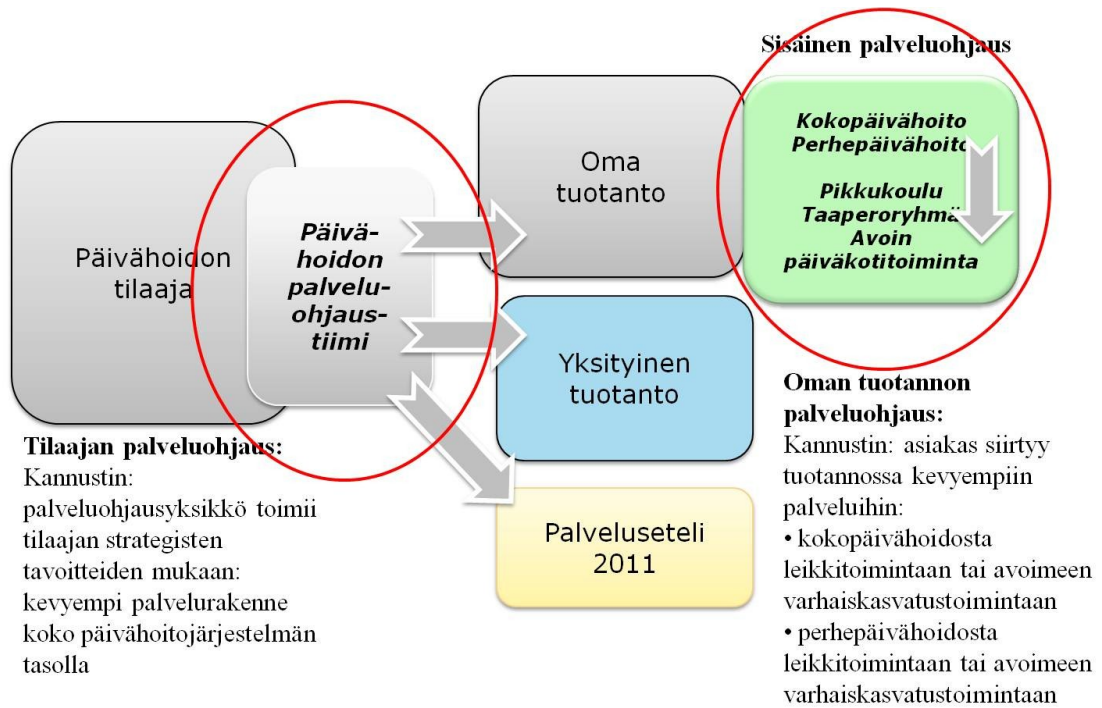 Päivähoidon
tilaaja
Päivä-
hoidon
palvelu-
ohjaus-
tiimi
Tilaajan palveluohjaus:
Kannustin:
palveluohjausyksikkö toimii
tilaajan strategisten
tavoitteiden mukaan:
kevyempi palvelurakenne
koko päivähoitojärjestelmän
tasolla
Oma
tuotanto
Yksityinen
tuotanto
Palveluseteli
2011
Sisäinen palveluohjaus
Kokopäivähoito
Perhepäivähoito
Pikkukoulu
Taaperoryhmä
Avoin
päiväkotitoiminta
Oman tuotannon
palveluohjaus:
Kannustin: asiakas siirtyy
tuotannossa kevyempiin
palveluihin:
• kokopäivähoidosta
leikkitoimintaan tai avoimeen
varhaiskasvatustoimintaan
• perhepäivähoidosta
leikkitoimintaan tai avoimeen
varhaiskasvatustoimintaan